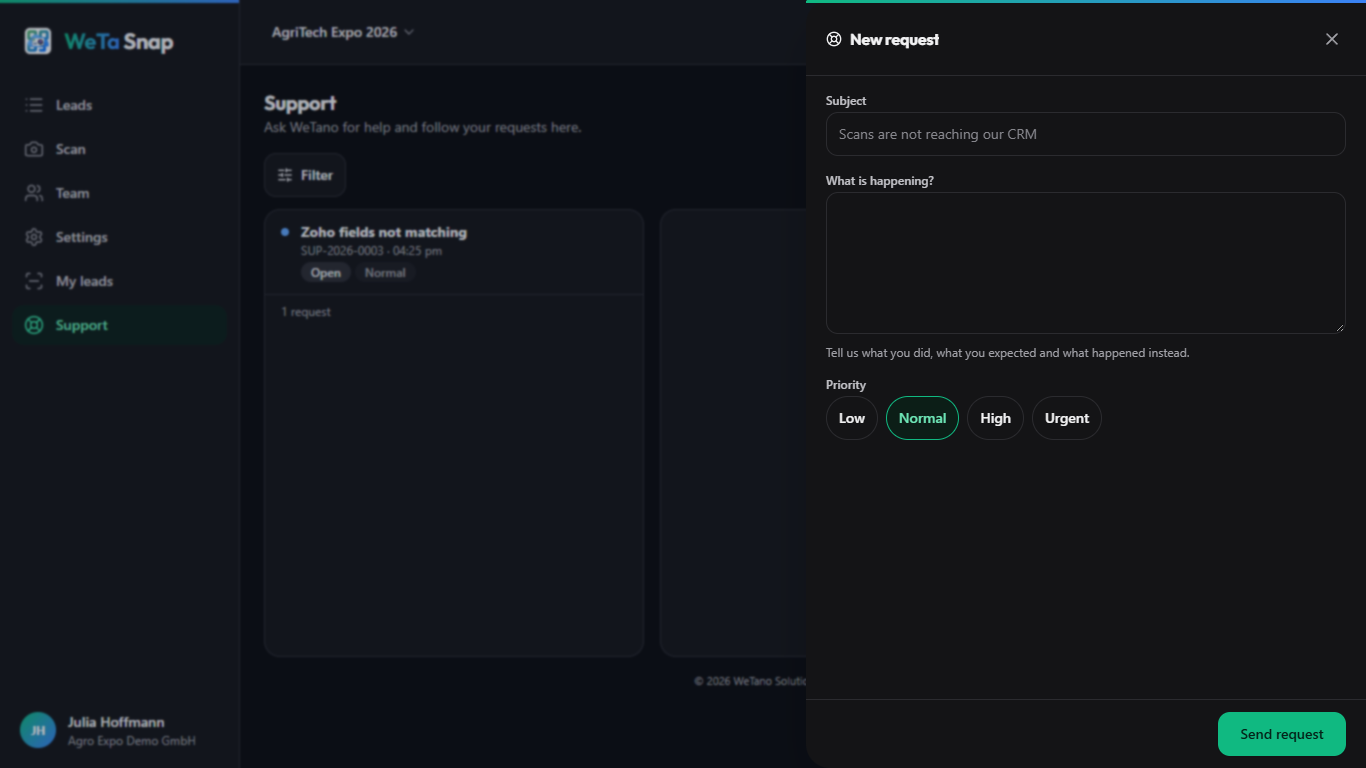 WeTa Snap
Leads
Scan
Team
Settings
My leads
Support
JH
Julia Hoffmann
Agro Expo Demo GmbH
AgriTech Expo 2026
Support
Ask WeTano for help and follow your requests here.
Filter
Zoho fields not matching
SUP-2026-0003 · 04:25 pm
Open Normal
1 request
© 2026 WeTano
New request
Subject
Scans are not reaching our CRM
What is happening?
Tell us what you did, what you expected and what happened instead.
Priority
Low Normal High Urgent
Send request